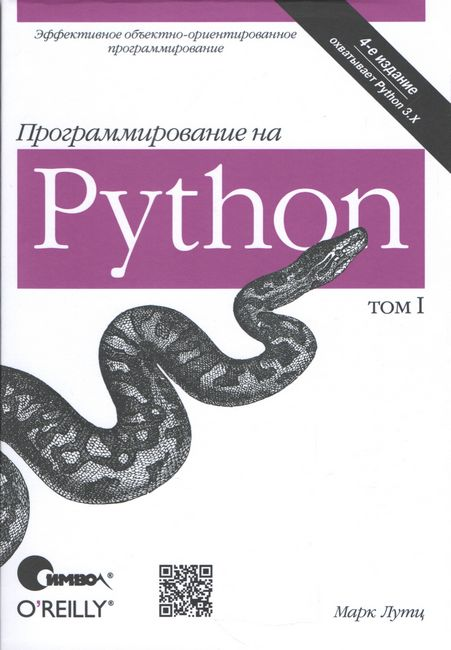 Эффективное объектно-ориентированное
программирование
4-е издание
охватывает Python 3.X
Программирование на
Python
том I
Символ®
O'REILLY®
Марк Лутц